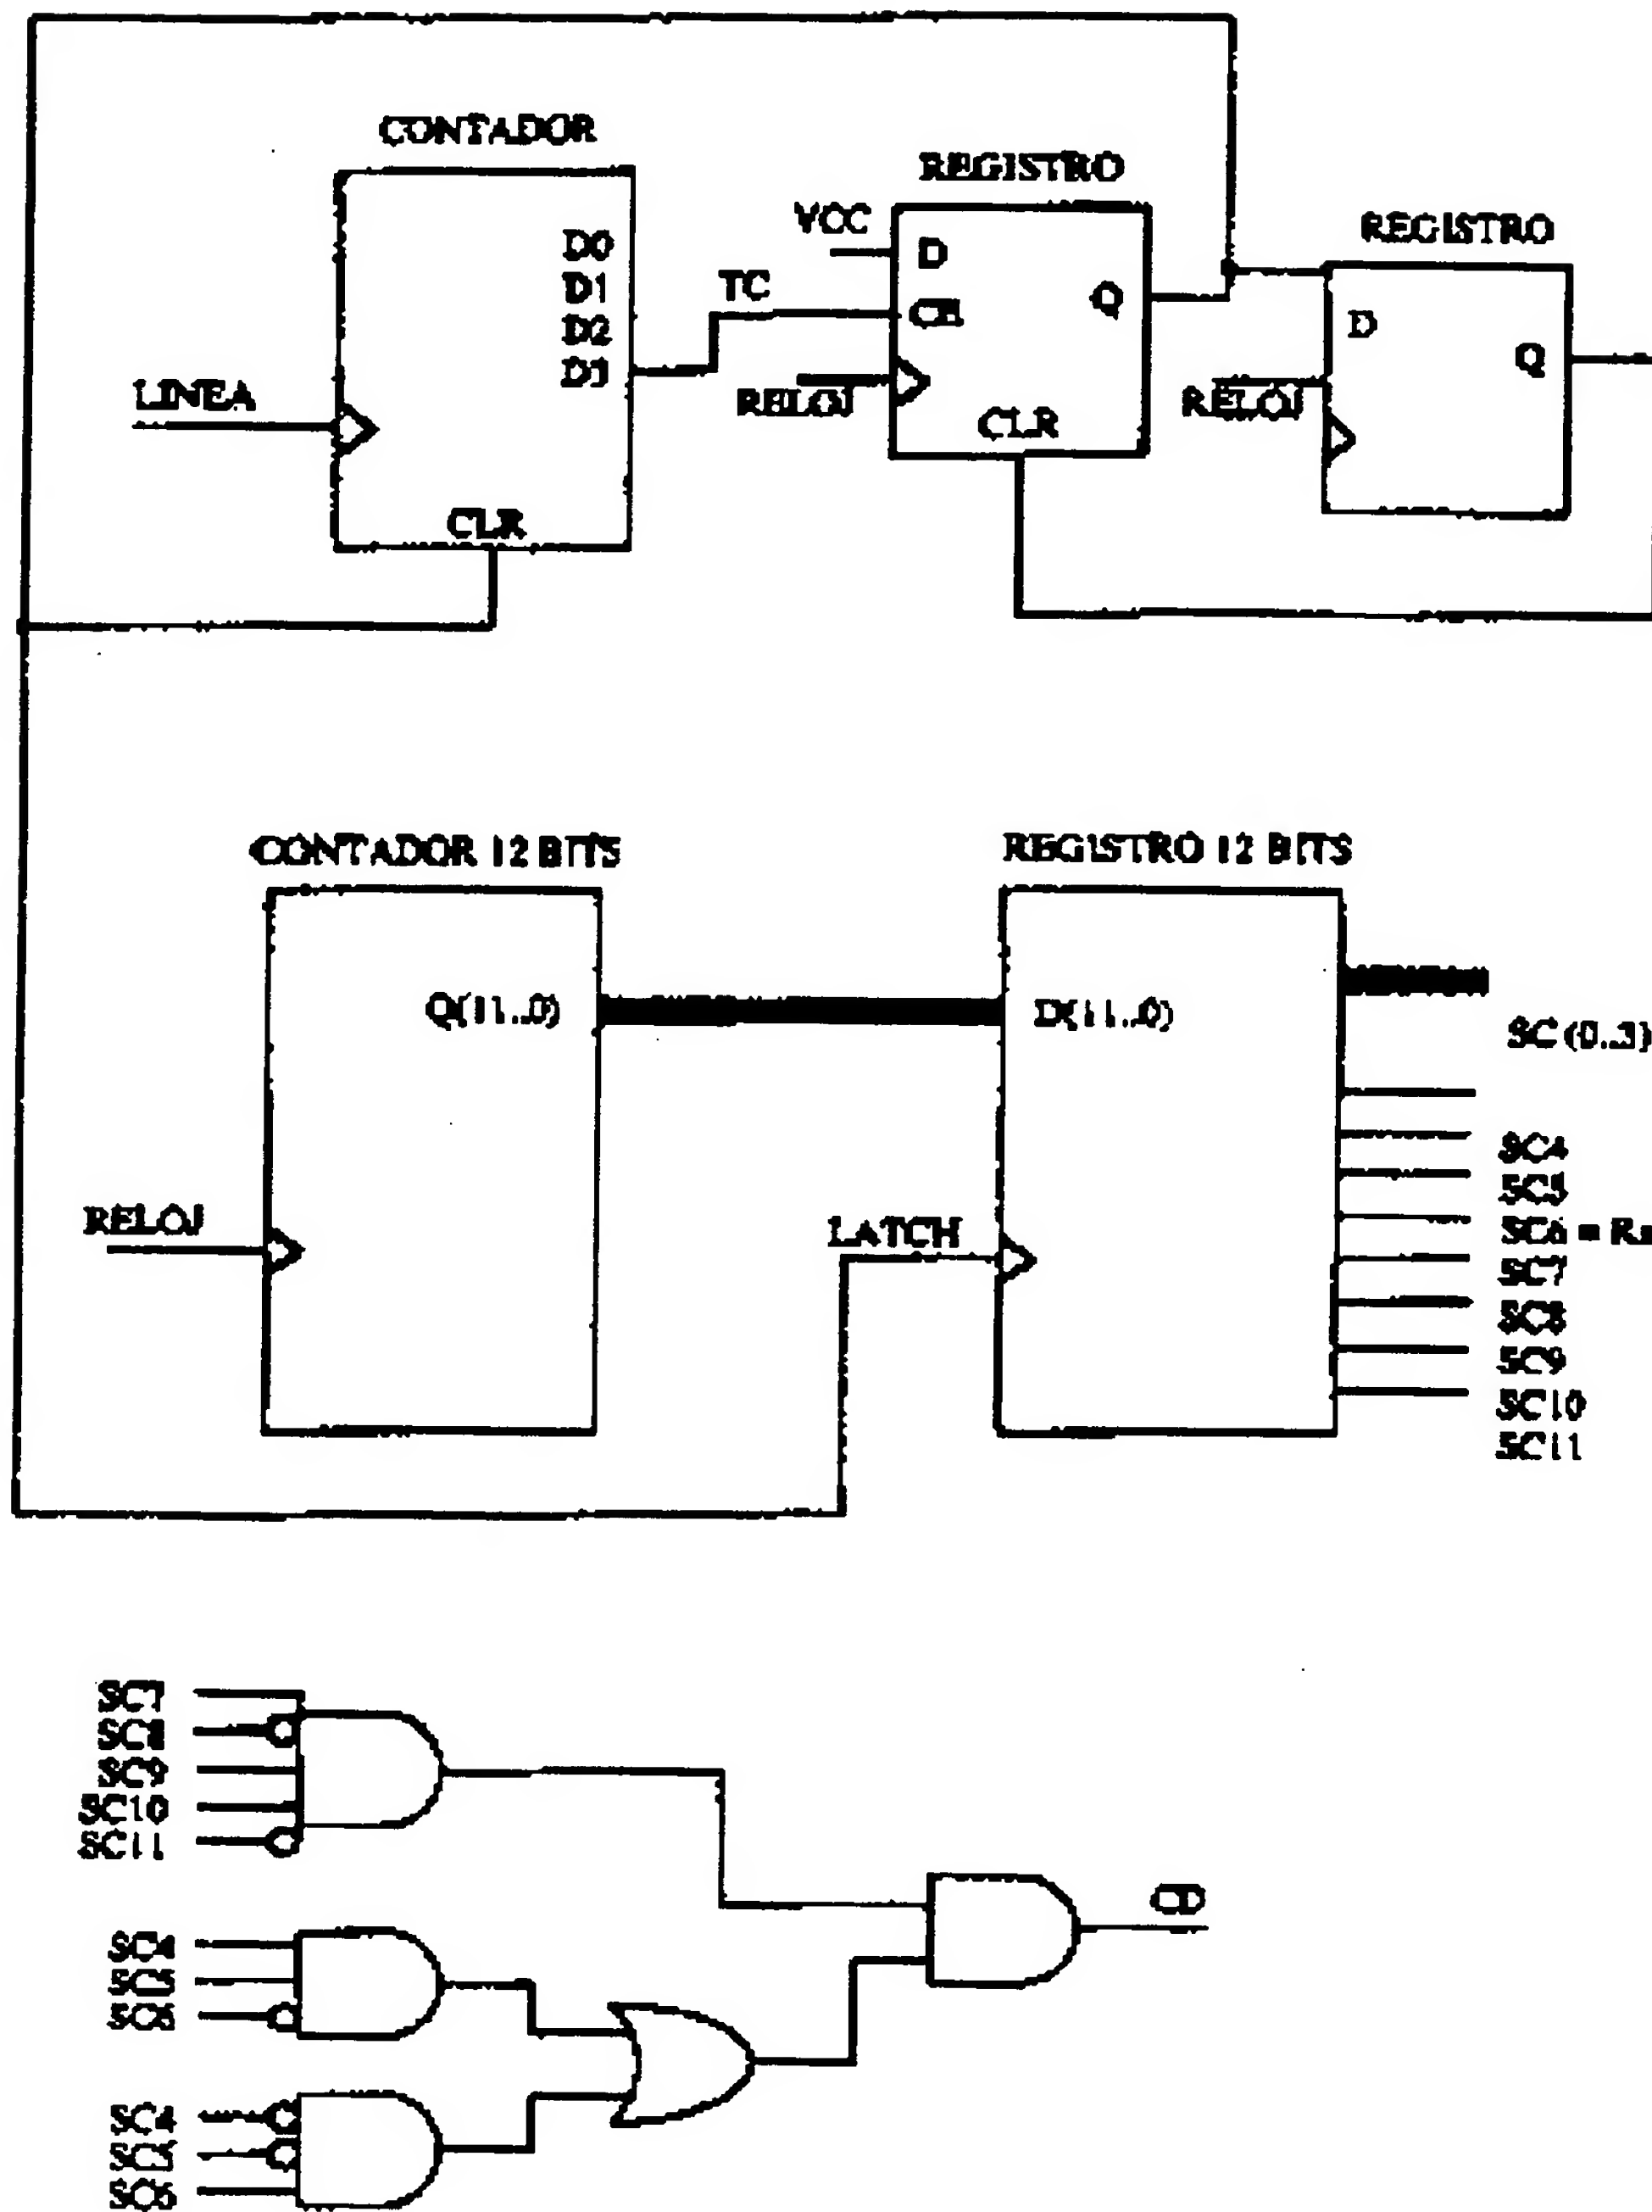 CONTADOR
D0
D1
D2
D3
LINEA
CLR
TC
REGISTRO
VCC
D
CE
Q
RELOJ
CLR
REGISTRO
D
Q
RELOJ
CONTADOR 12 BITS
Q(11..0)
RELOJ
LATCH
REGISTRO 12 BITS
D(11..0)
SC (0..3)
SC4
SC5
SC6 = Rx
SC7
SC8
SC9
SC10
SC11
SC7
SC8
SC9
SC10
SC11
SC4
SC5
SC6
SC4
SC5
SC6
CD